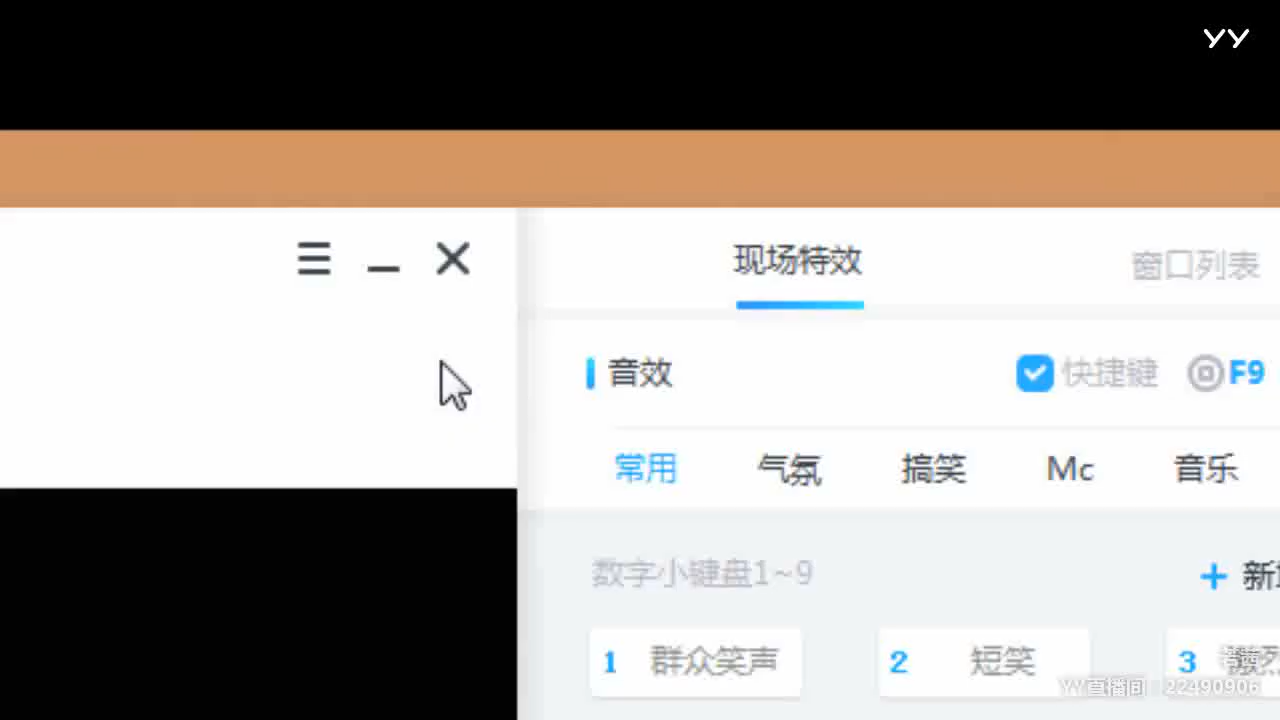 YY
现场特效 窗口列表
音效 快捷键 F9
常用 气氛 搞笑 Mc 音乐
数字小键盘1~9 + 新
1 群众笑声 2 短笑 3
YY直播间 22490906